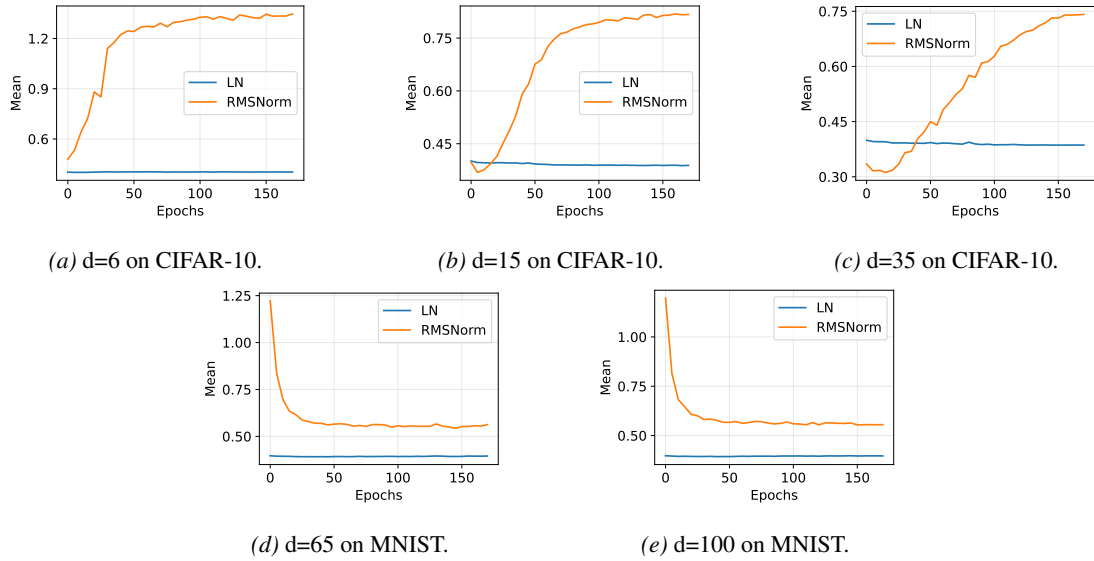 1.2
0.9
0.6
Mean
LN
RMSNorm
0 50 100 150
Epochs
(a) d=6 on CIFAR-10.
0.75
0.60
0.45
Mean
LN
RMSNorm
0 50 100 150
Epochs
(b) d=15 on CIFAR-10.
0.75
0.60
0.45
0.30
Mean
LN
RMSNorm
0 50 100 150
Epochs
(c) d=35 on CIFAR-10.
1.25
1.00
0.75
0.50
Mean
LN
RMSNorm
0 50 100 150
Epochs
(d) d=65 on MNIST.
1.00
0.75
0.50
Mean
LN
RMSNorm
0 50 100 150
Epochs
(e) d=100 on MNIST.